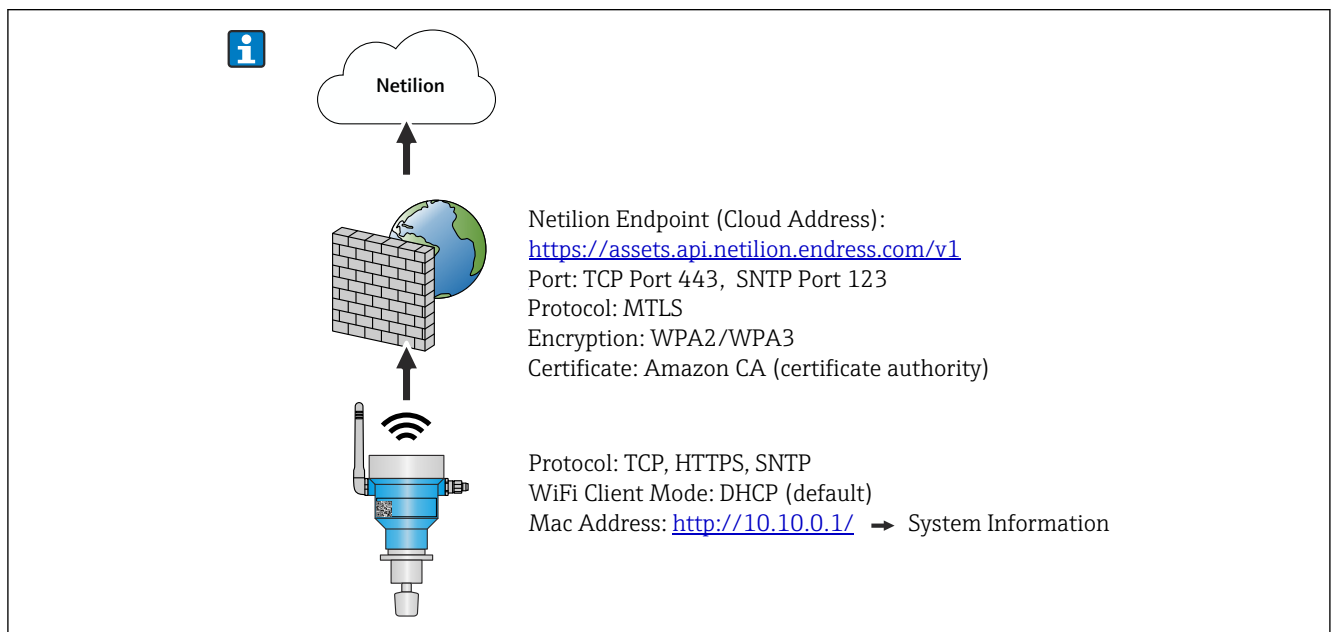 Netilion
Netilion Endpoint (Cloud Address):
https://assets.api.netilion.endress.com/v1
Port: TCP Port 443, SNTP Port 123
Protocol: MTLS
Encryption: WPA2/WPA3
Certificate: Amazon CA (certificate authority)
Protocol: TCP, HTTPS, SNTP
WiFi Client Mode: DHCP (default)
Mac Address: http://10.10.0.1/ → System Information